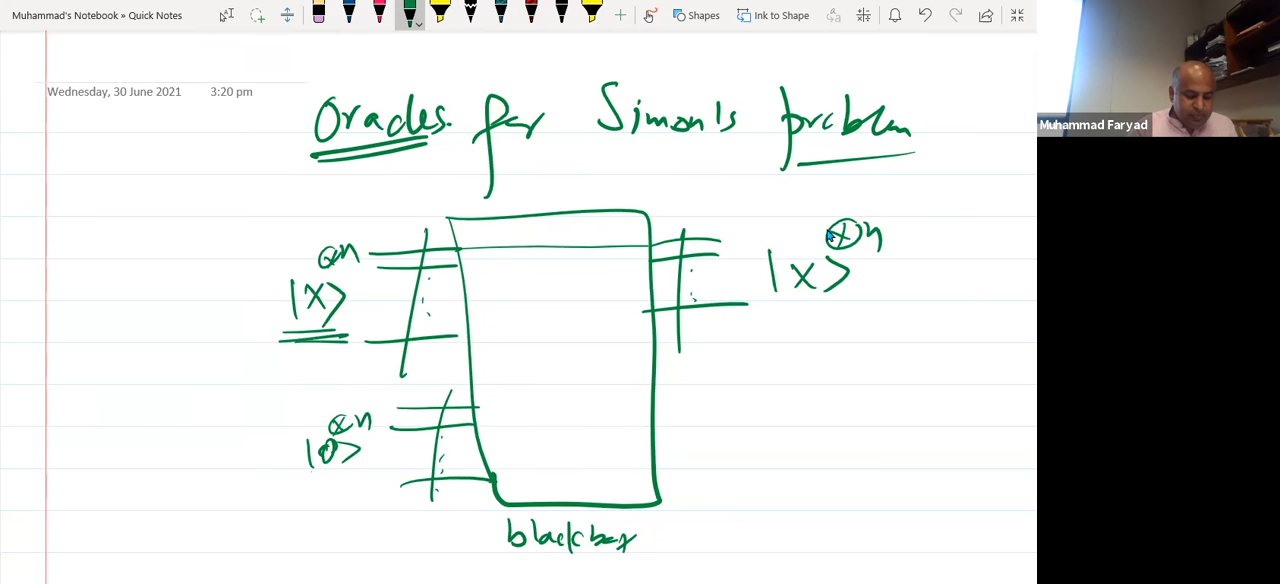 Muhammad's Notebook » Quick Notes
Shapes
Ink to Shape
Wednesday, 30 June 2021 3:20 pm
Oracles for Simon's problem
Muhammad Faryad
|x>⊗n
|x>⊗n
|0>⊗n
blackbox